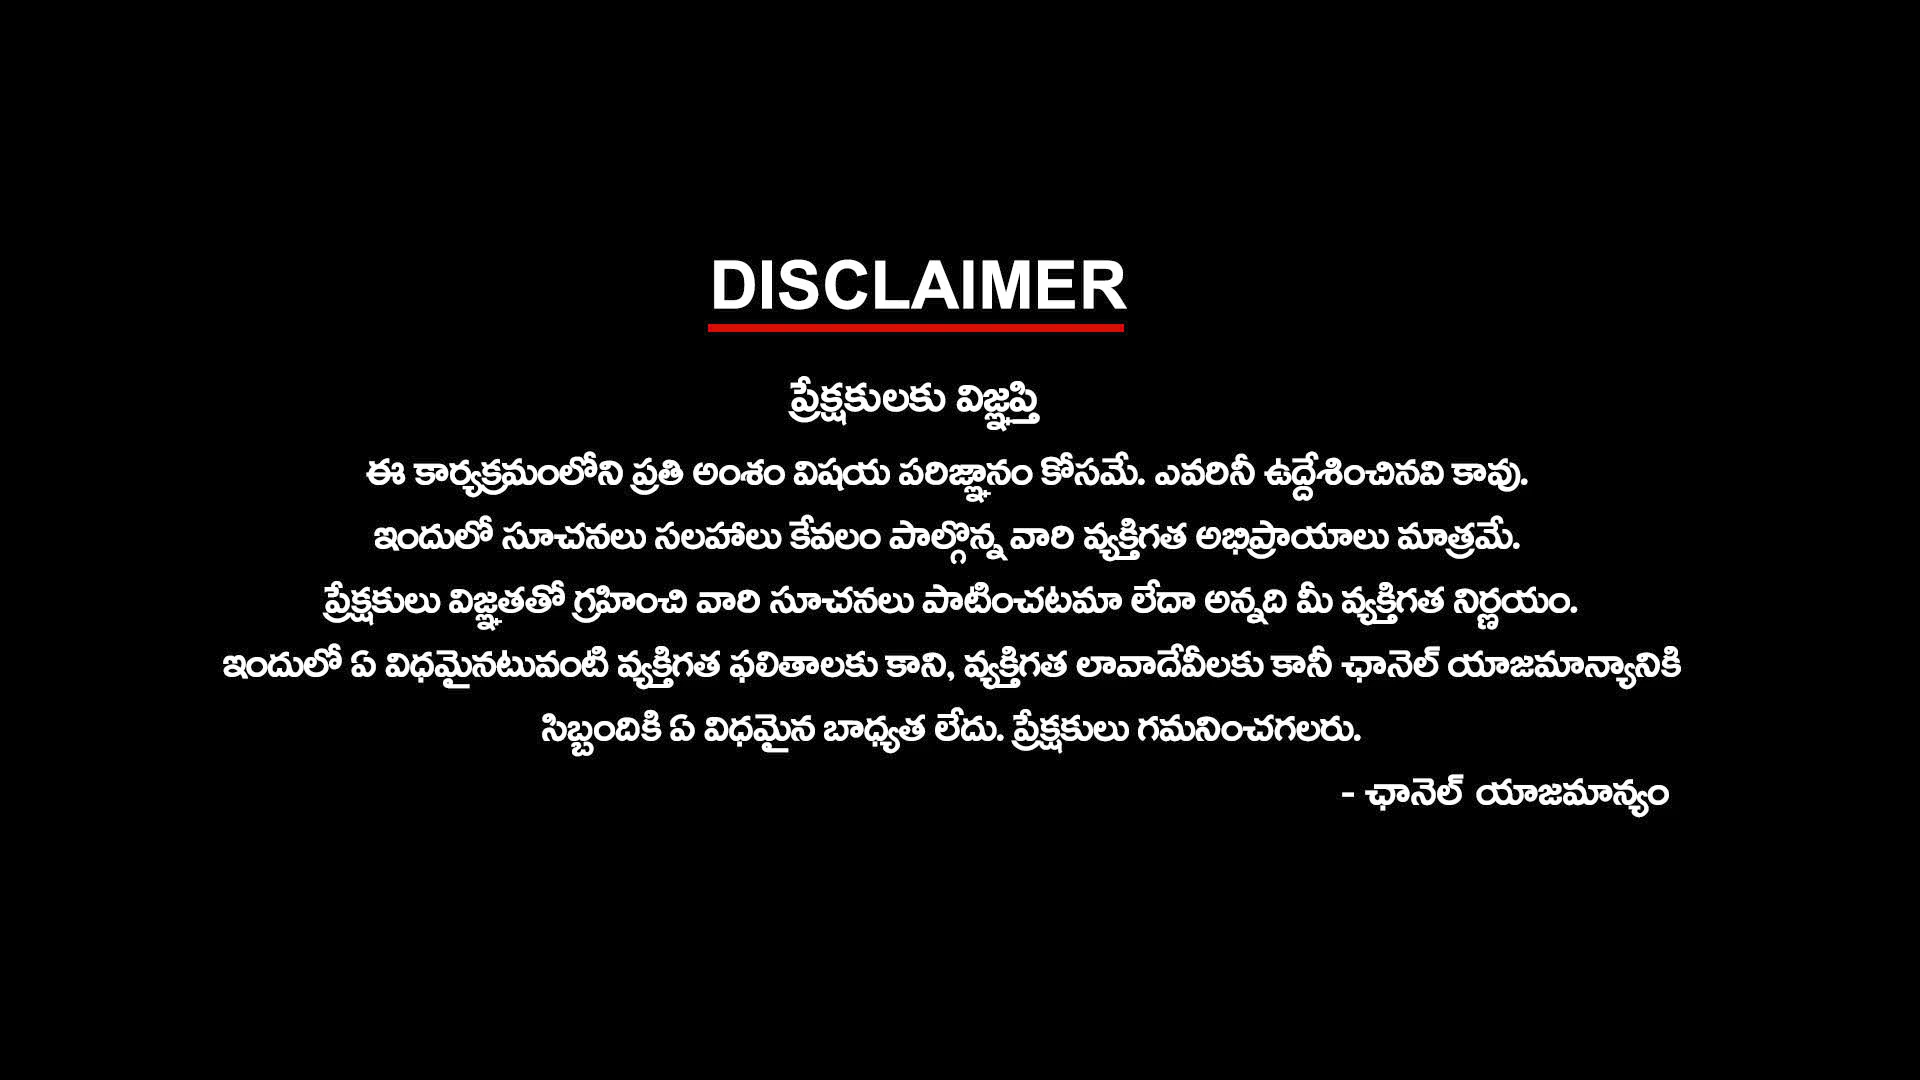 DISCLAIMER
ప్రేక్షకులకు విజ్ఞప్తి
ఈ కార్యక్రమంలోని ప్రతి అంశం విషయ పరిజ్ఞానం కోసమే. ఎవరినీ ఉద్దేశించినవి కావు.
ఇందులో సూచనలు సలహాలు కేవలం పాల్గొన్న వారి వ్యక్తిగత అభిప్రాయాలు మాత్రమే.
ప్రేక్షకులు విజ్ఞతతో గ్రహించి వారి సూచనలు పాటించటమా లేదా అన్నది మీ వ్యక్తిగత నిర్ణయం.
ఇందులో ఏ విధమైనటువంటి వ్యక్తిగత ఫలితాలకు కాని, వ్యక్తిగత లావాదేవీలకు కానీ ఛానెల్ యాజమాన్యానికి
సిబ్బందికి ఏ విధమైన బాధ్యత లేదు. ప్రేక్షకులు గమనించగలరు.
- ఛానెల్ యాజమాన్యం